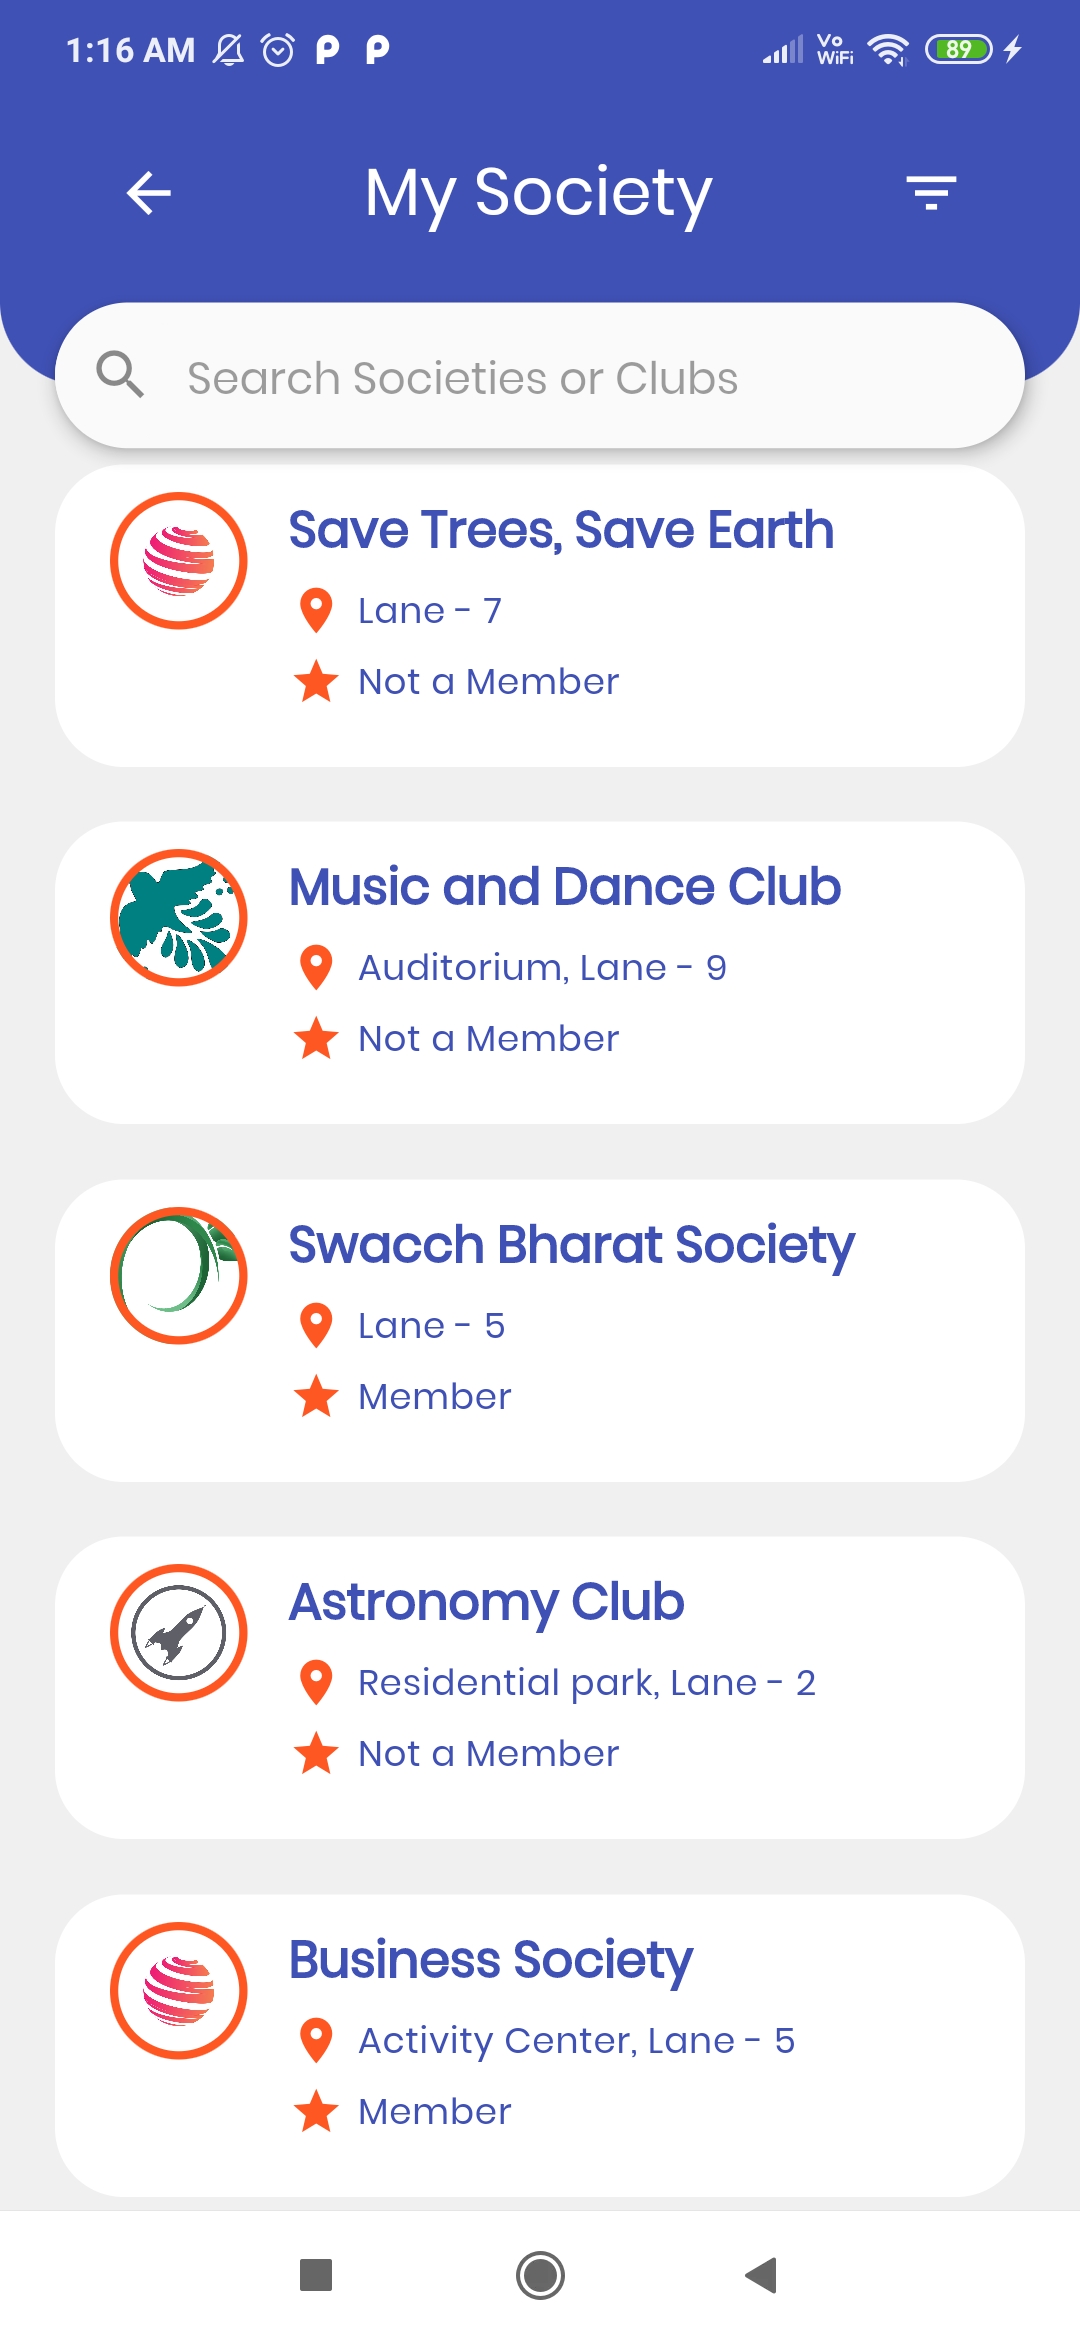 1:16 AM
Vo
WiFi
89
My Society
Search Societies or Clubs
Save Trees, Save Earth
Lane - 7
Not a Member
Music and Dance Club
Auditorium, Lane - 9
Not a Member
Swacch Bharat Society
Lane - 5
Member
Astronomy Club
Residential park, Lane - 2
Not a Member
Business Society
Activity Center, Lane - 5
Member